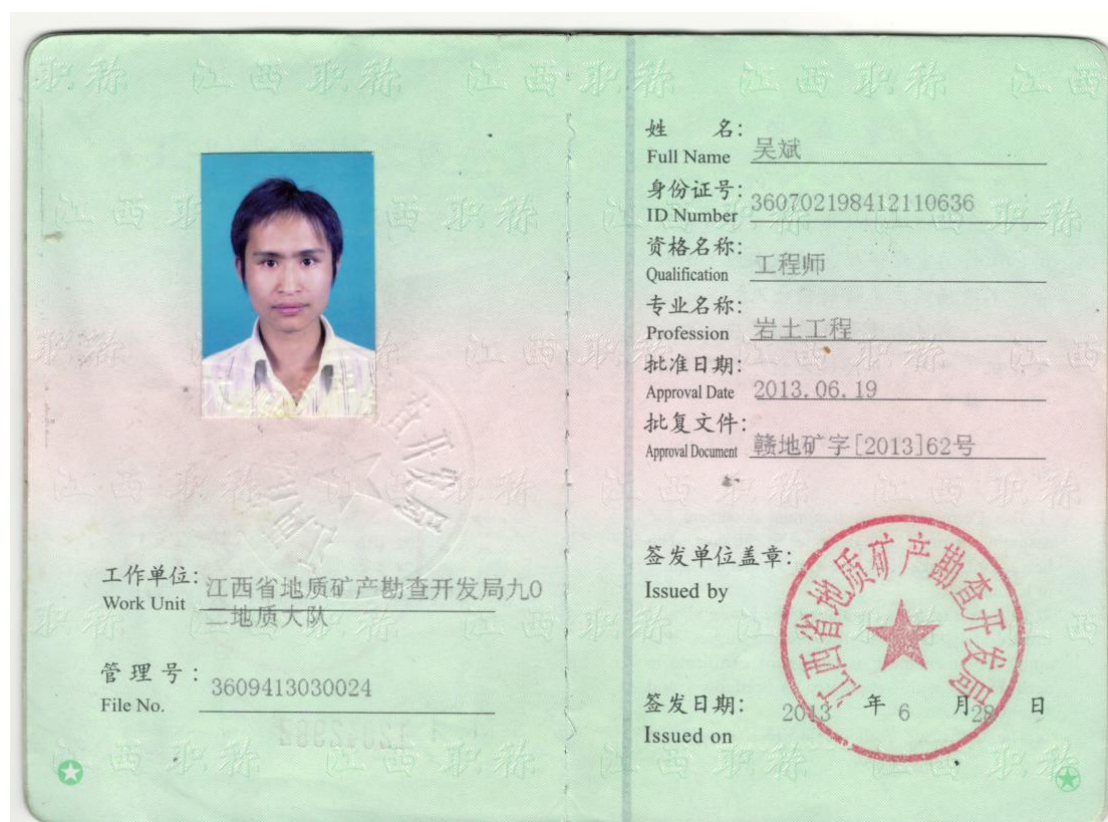 工作单位:
Work Unit
江西省地质矿产勘查开发局九0
二地质大队
管理号:
File No.
3609413030024
姓名:
Full Name
吴斌
身份证号:
ID Number
360702198412110636
资格名称:
Qualification
工程师
专业名称:
Profession
岩土工程
批准日期:
Approval Date
2013.06.19
批复文件:
Approval Document
赣地矿字[2013]62号
签发单位盖章:
Issued by
江西省地质矿产勘查开发局
签发日期: 2013 年 6 月 28 日
Issued on
江西职称